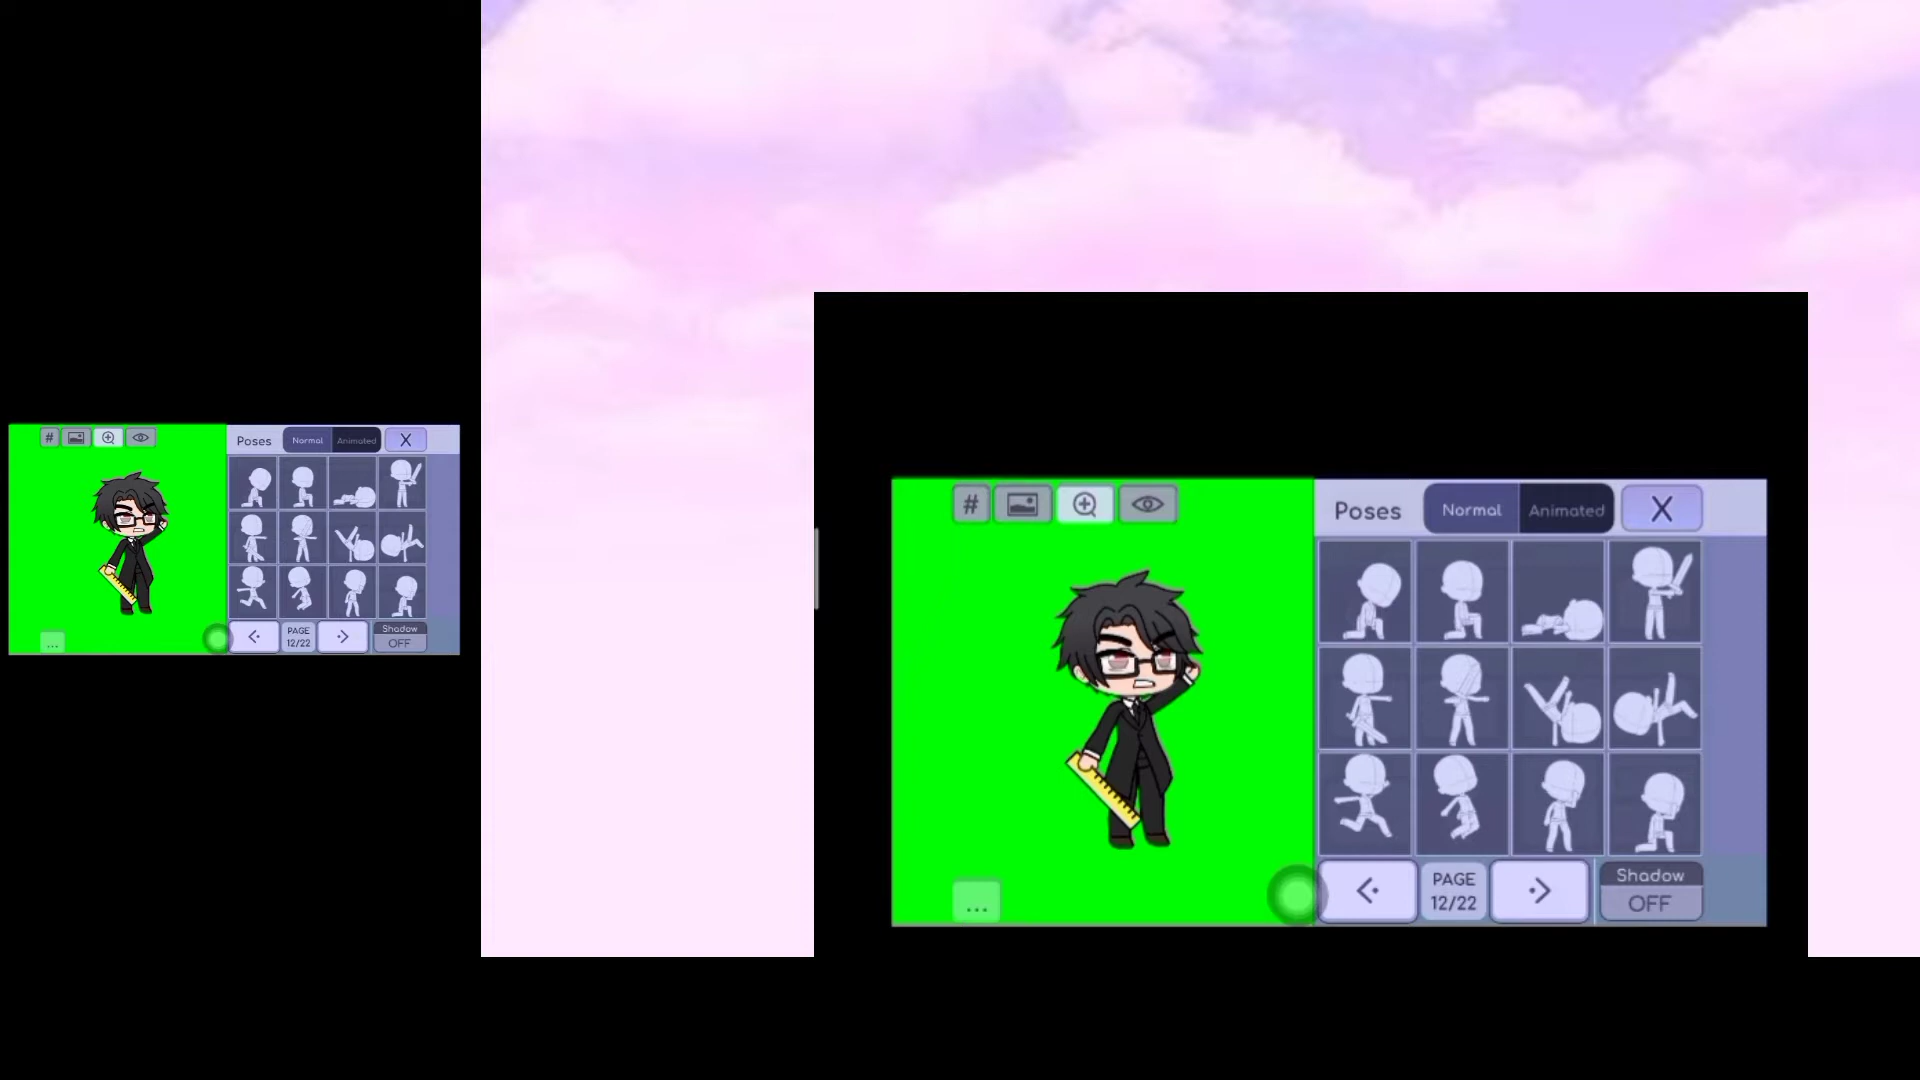 #
Poses
Normal
Animated
X
PAGE
12/22
Shadow
OFF
...
#
Poses
Normal
Animated
X
PAGE
12/22
Shadow
OFF
...